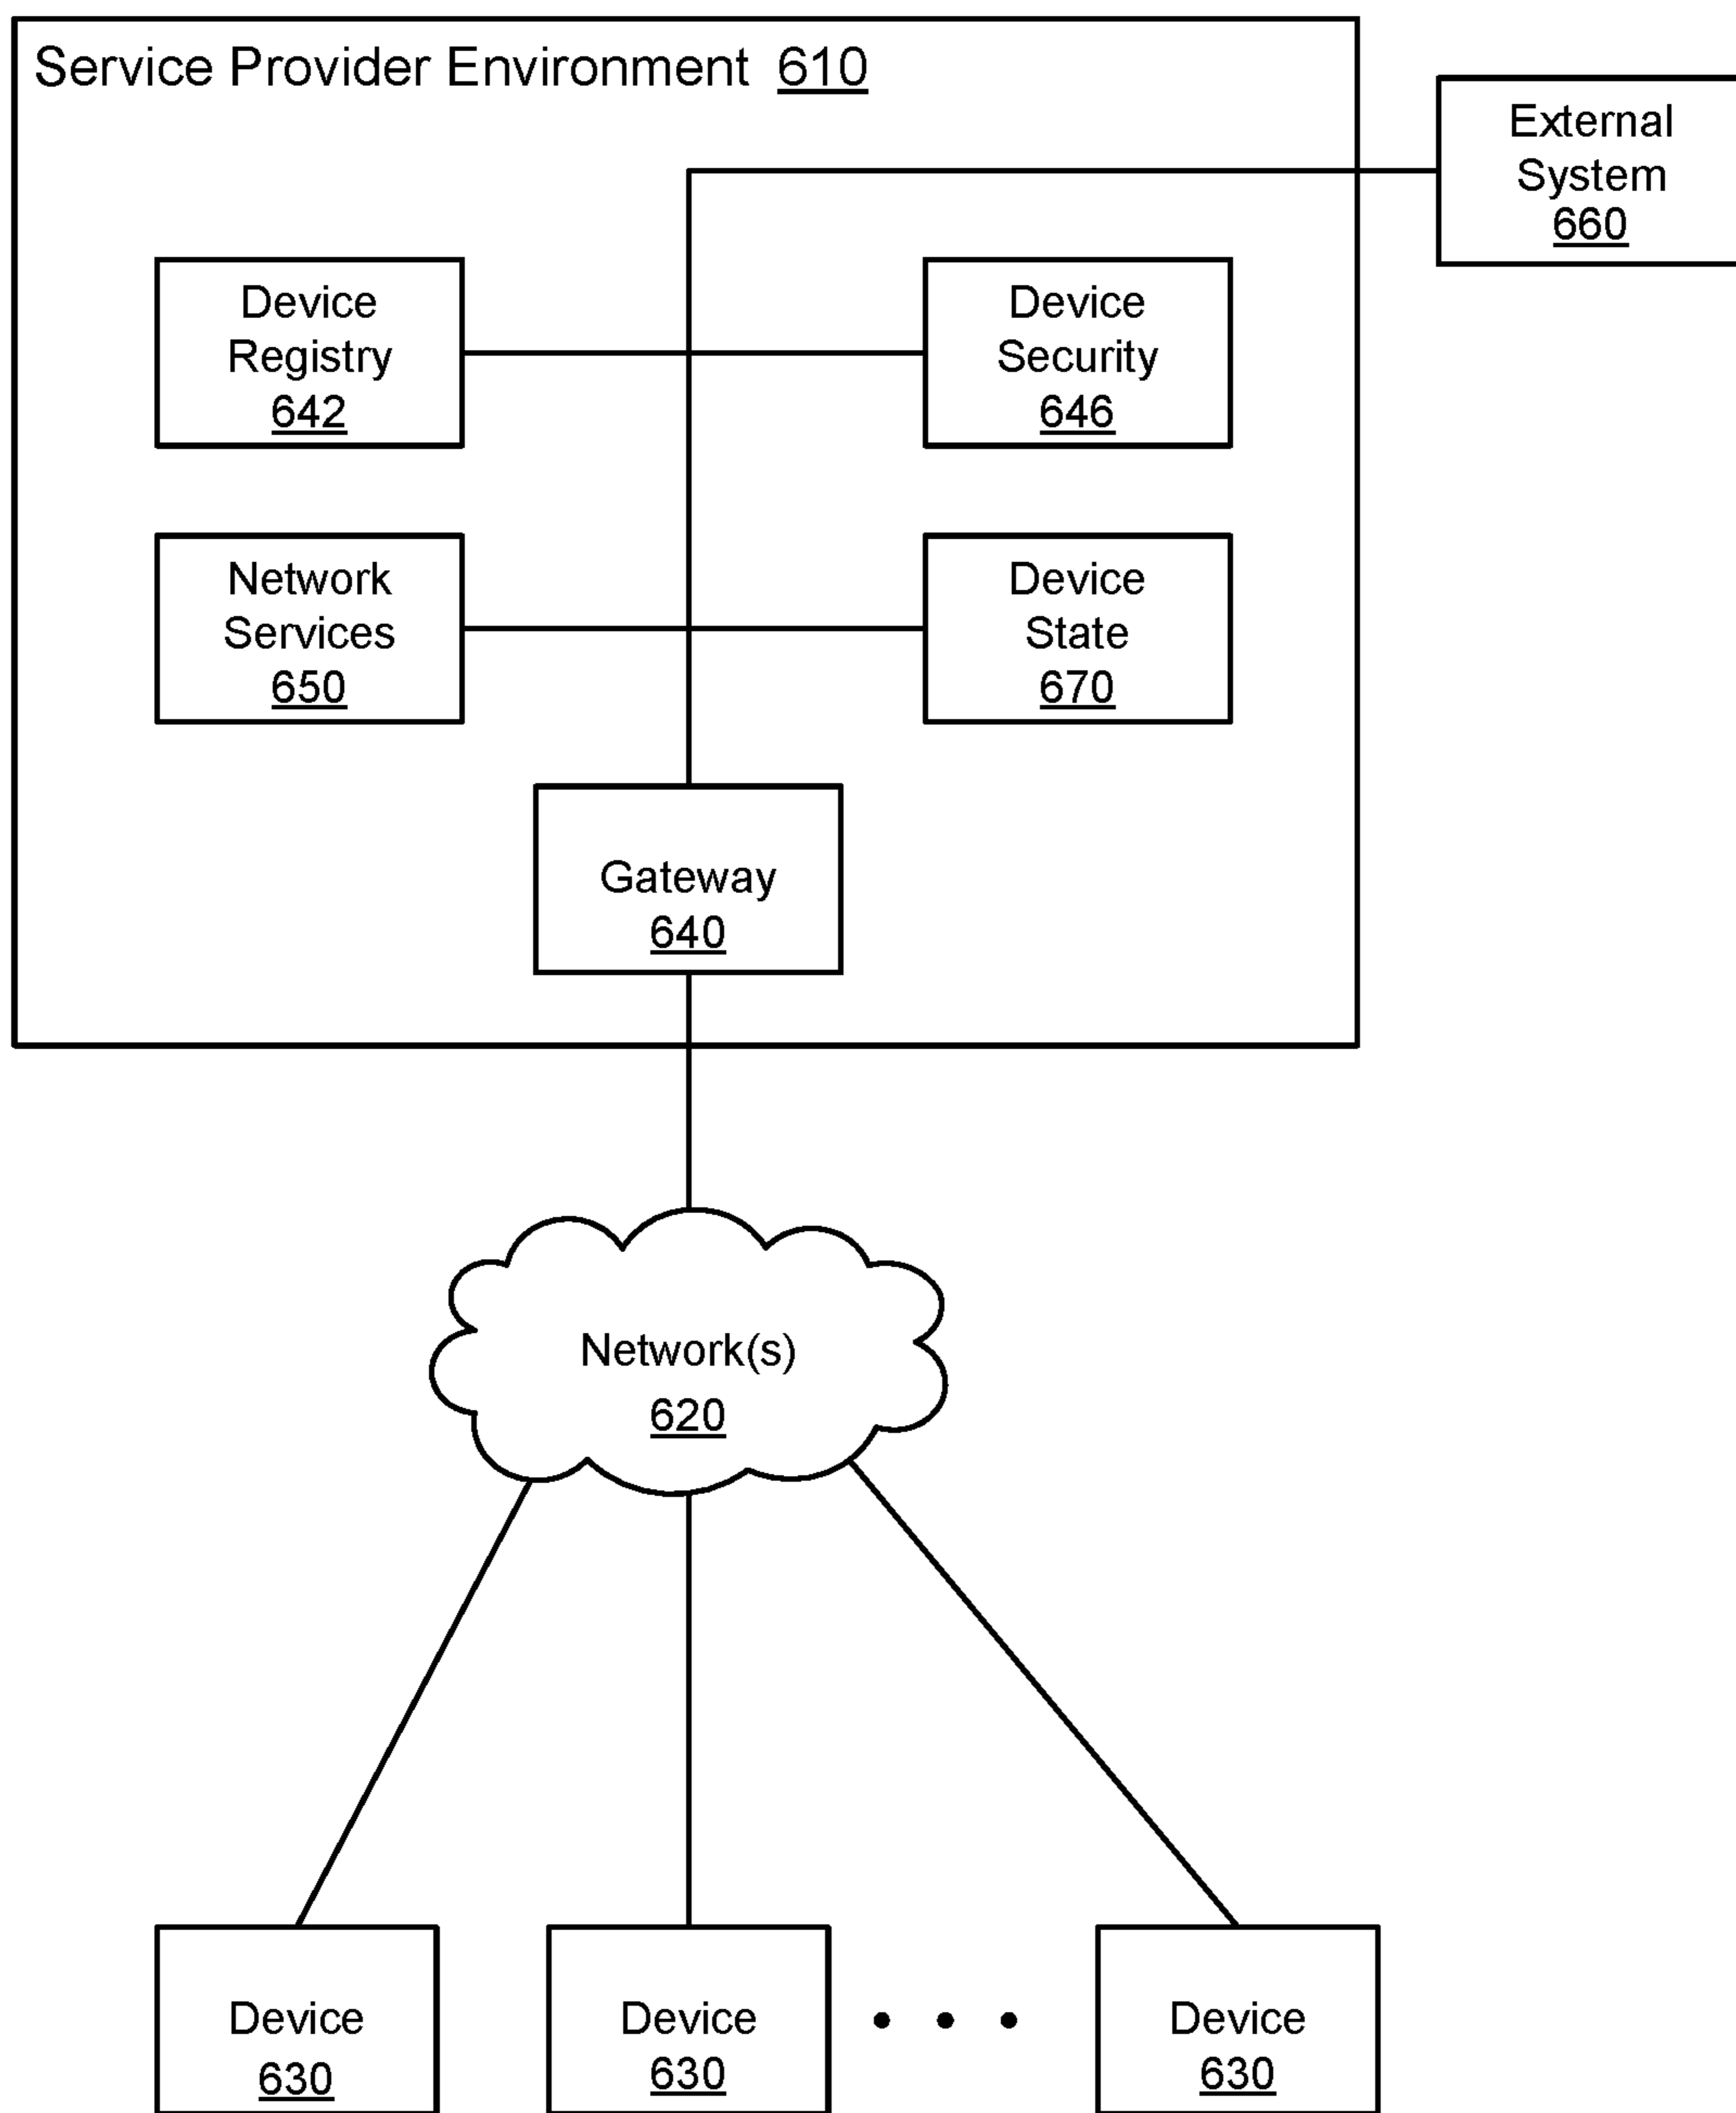 Service Provider Environment 610
External
System
660
Device
Registry
642
Device
Security
646
Network
Services
650
Device
State
670
Gateway
640
Network(s)
620
Device
630
Device
630
Device
630